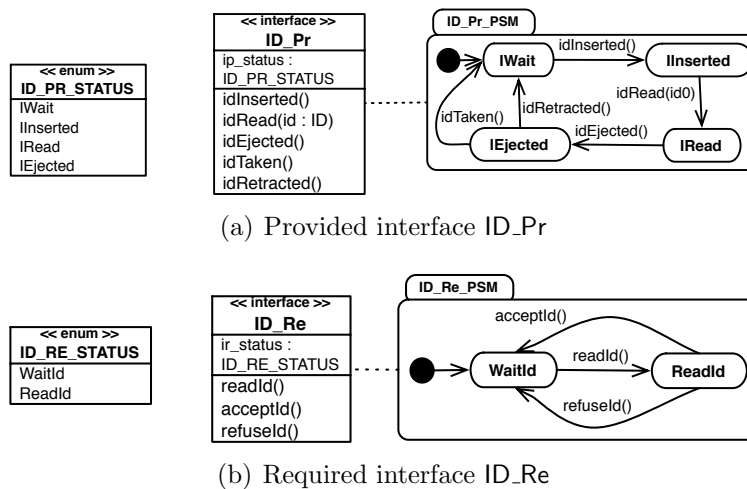 << enum >>
ID_PR_STATUS
IWait
IInserted
IRead
IEjected
<< interface >>
ID_Pr
ip_status :
ID_PR_STATUS
idInserted()
idRead(id : ID)
idEjected()
idTaken()
idRetracted()
ID_Pr_PSM
IWait
idInserted()
IInserted
idRead(id0)
idRetracted()
idTaken()
idEjected()
IEjected
IRead
(a) Provided interface ID_Pr
<< enum >>
ID_RE_STATUS
WaitId
ReadId
<< interface >>
ID_Re
ir_status :
ID_RE_STATUS
readId()
acceptId()
refuseId()
ID_Re_PSM
acceptId()
WaitId
readId()
ReadId
refuseId()
(b) Required interface ID_Re